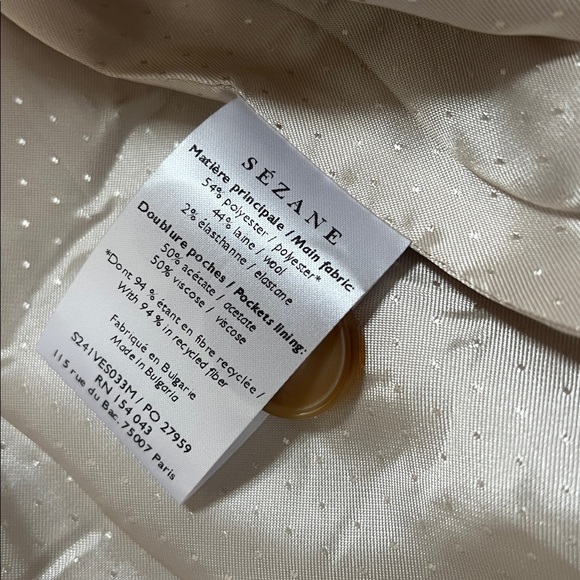 SÉZANE
Matière principale / Main fabric:
54% polyester / polyester*
44% laine / wool
2% élasthanne / elastane
Doublure poches / Pockets lining:
50% acétate / acetate
50% viscose / viscose
*Dont 94 % étant en fibre recyclée /
With 94% in recycled fiber
Fabriqué en Bulgarie
Made in Bulgaria
S241VES033M / PO 27959
RN 154 043
115 rue du Bac. 75007 Paris